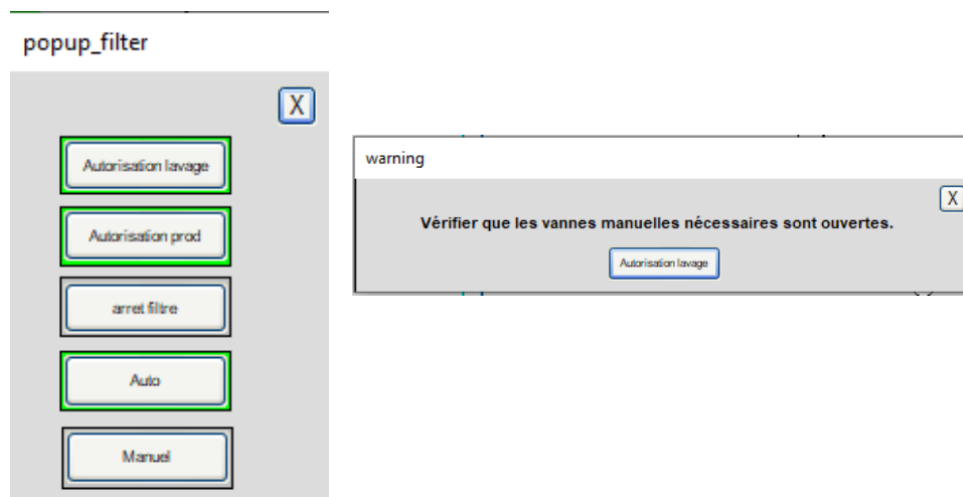 popup_filter
X
Autorisation lavage
Autorisation prod
arret filtre
Auto
Manuel
warning
X
Vérifier que les vannes manuelles nécessaires sont ouvertes.
Autorisation lavage